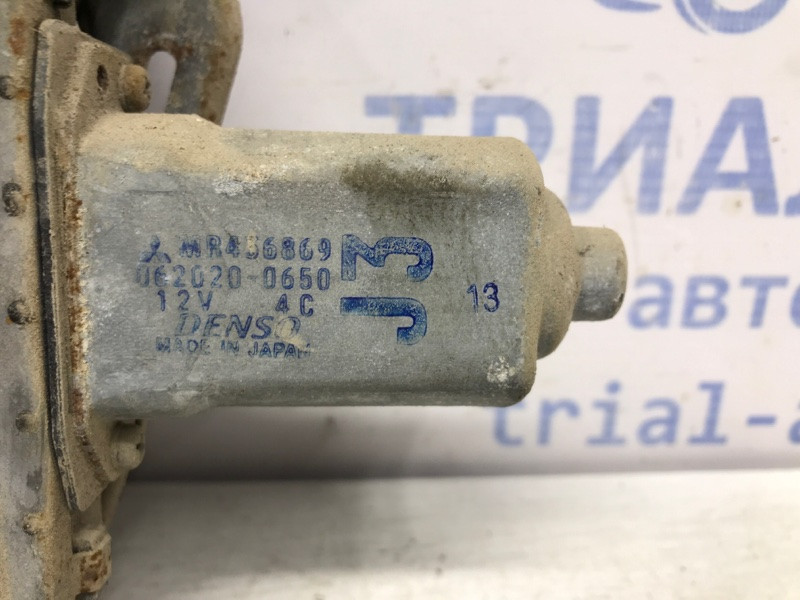 ТРИАЛ
авто
trial-a
MR456869
062020-0650
12V 4C
DENSO
MADE IN JAPAN
J3
13